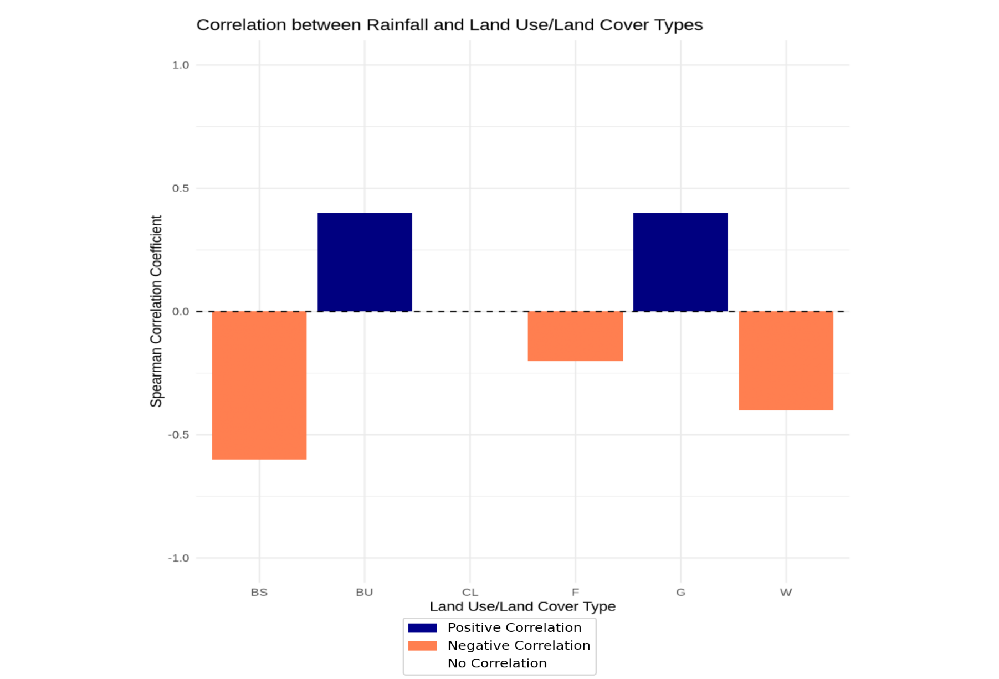 Correlation between Rainfall and Land Use/Land Cover Types
Spearman Correlation Coefficient
1.0
0.5
0.0
-0.5
-1.0
BS BU CL F G W
Land Use/Land Cover Type
Positive Correlation
Negative Correlation
No Correlation